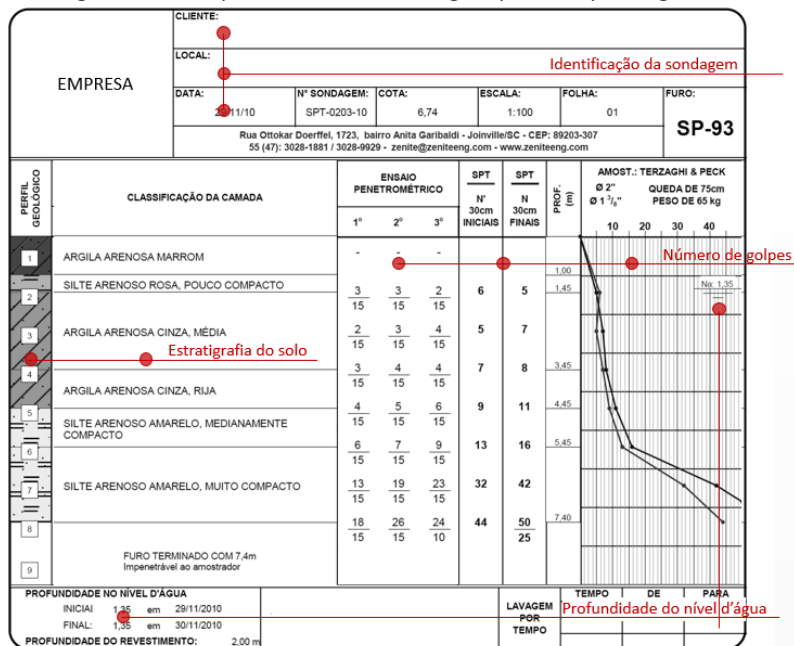 CLIENTE:
LOCAL:
Identificação da sondagem
EMPRESA
DATA: N° SONDAGEM: COTA: ESCALA: FOLHA: FURO:
29/11/10 SPT-0203-10 6,74 1:100 01 SP-93
Rua Ottokar Doerffel, 1723, bairro Anita Garibaldi - Joinville/SC - CEP: 89203-307
55 (47): 3028-1881 / 3028-9929 - zenite@zeniteeng.com - www.zeniteeng.com
PERFIL GEOLÓGICO
CLASSIFICAÇÃO DA CAMADA
ENSAIO PENETROMÉTRICO
1° 2° 3°
SPT N' 30cm INICIAIS
SPT N 30cm FINAIS
PROF. (m)
AMOST.: TERZAGHI & PECK
Ø 2" QUEDA DE 75cm
Ø 1 3/8" PESO DE 65 kg
10 20 30 40
1 ARGILA ARENOSA MARROM - - -
Número de golpes
1,00
SILTE ARENOSO ROSA, POUCO COMPACTO
2 3/15 3/15 2/15 6 5 1,45 Na: 1,35
3 ARGILA ARENOSA CINZA, MÉDIA 2/15 3/15 4/15 5 7
Estratigrafia do solo
4 3/15 4/15 4/15 7 8 3,45
ARGILA ARENOSA CINZA, RIJA
5 4/15 5/15 6/15 9 11 4,45
SILTE ARENOSO AMARELO, MEDIANAMENTE
COMPACTO
6 6/15 7/15 9/15 13 16 5,45
7 SILTE ARENOSO AMARELO, MUITO COMPACTO 13/15 19/15 23/15 32 42
8 18/15 26/15 24/10 44 50/25 7,40
FURO TERMINADO COM 7,4m
9 Impenetrável ao amostrador
PROFUNDIDADE NO NÍVEL D'ÁGUA
INICIAl 1,35 em 29/11/2010
FINAL: 1,35 em 30/11/2010
PROFUNDIDADE DO REVESTIMENTO: 2,00 m
LAVAGEM POR TEMPO
TEMPO DE PARA
Profundidade do nível d'água